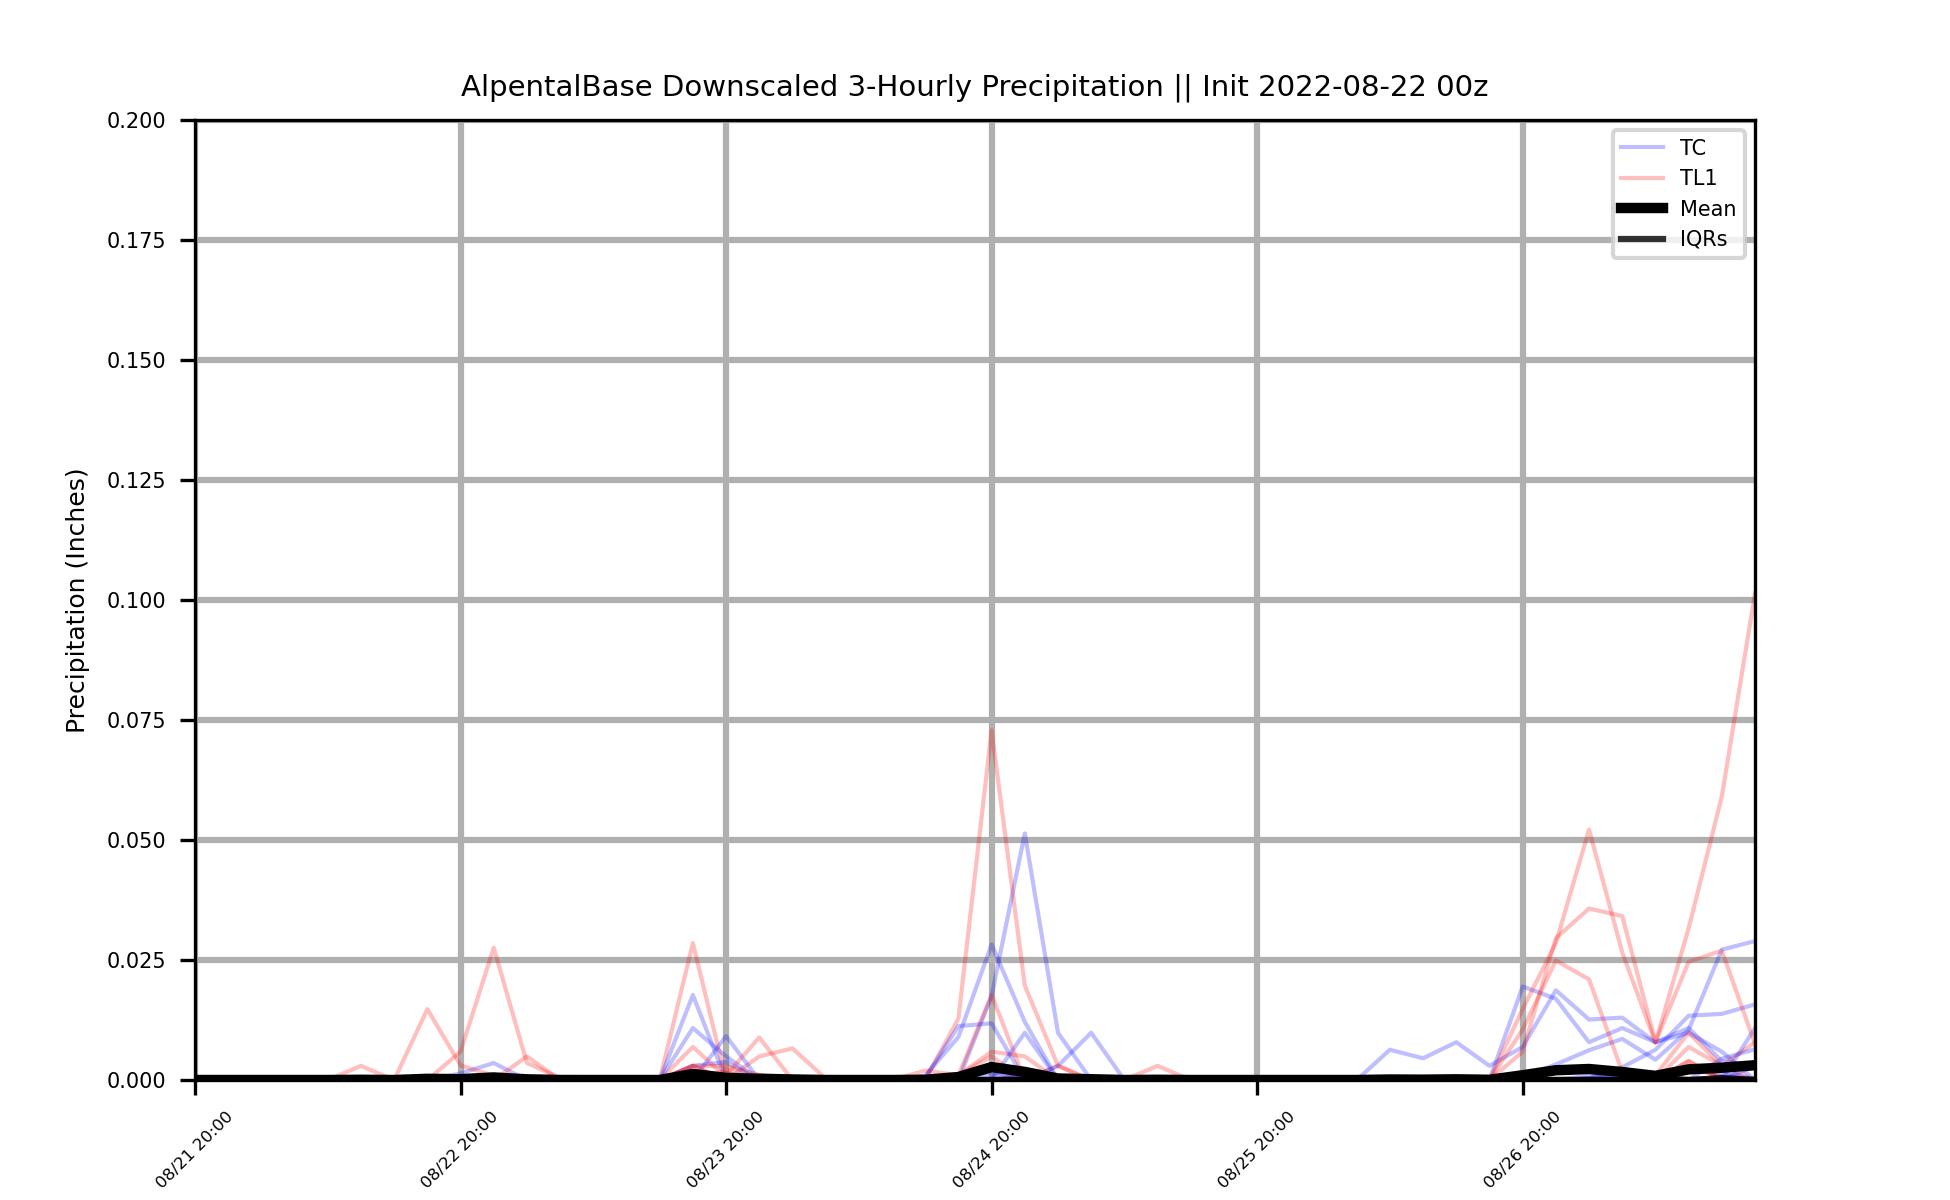 AlpentalBase Downscaled 3-Hourly Precipitation || Init 2022-08-22 00z
TC
TL1
Mean
IQRs
Precipitation (Inches)
0.200
0.175
0.150
0.125
0.100
0.075
0.050
0.025
0.000
08/21 20:00
08/22 20:00
08/23 20:00
08/24 20:00
08/25 20:00
08/26 20:00